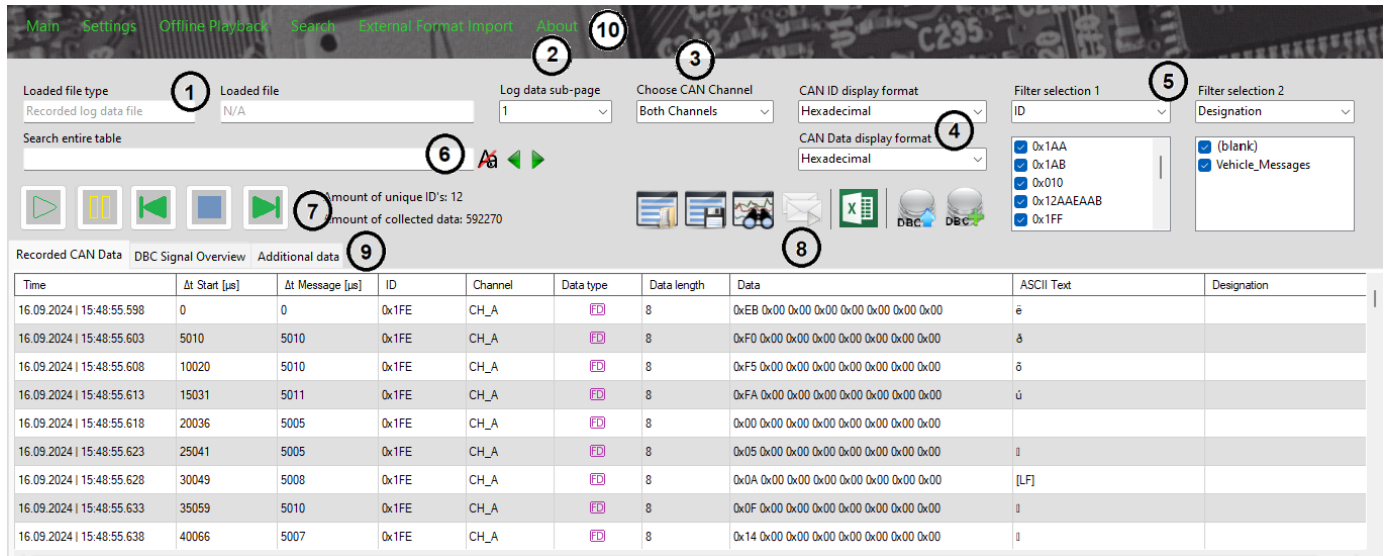 Main Settings Offline Playback Search External Format Import About 10
C235
2 3
1 5
Loaded file type Loaded file Log data sub-page Choose CAN Channel CAN ID display format Filter selection 1 Filter selection 2
Recorded log data file N/A 1 Both Channels Hexadecimal ID Designation
Search entire table CAN Data display format 4
6 Aa Hexadecimal
0x1AA (blank)
0x1AB Vehicle_Messages
0x010
0x12AAEAAB
0x1FF
7 Amount of unique ID's: 12
Amount of collected data: 592270
X DBC DBC
8
Recorded CAN Data DBC Signal Overview Additional data 9
Time Δt Start [µs] Δt Message [µs] ID Channel Data type Data length Data ASCII Text Designation
16.09.2024 | 15:48:55.598 0 0 0x1FE CH_A FD 8 0xEB 0x00 0x00 0x00 0x00 0x00 0x00 0x00 ë
16.09.2024 | 15:48:55.603 5010 5010 0x1FE CH_A FD 8 0xF0 0x00 0x00 0x00 0x00 0x00 0x00 0x00 ð
16.09.2024 | 15:48:55.608 10020 5010 0x1FE CH_A FD 8 0xF5 0x00 0x00 0x00 0x00 0x00 0x00 0x00 õ
16.09.2024 | 15:48:55.613 15031 5011 0x1FE CH_A FD 8 0xFA 0x00 0x00 0x00 0x00 0x00 0x00 0x00 ú
16.09.2024 | 15:48:55.618 20036 5005 0x1FE CH_A FD 8 0x00 0x00 0x00 0x00 0x00 0x00 0x00 0x00
16.09.2024 | 15:48:55.623 25041 5005 0x1FE CH_A FD 8 0x05 0x00 0x00 0x00 0x00 0x00 0x00 0x00
16.09.2024 | 15:48:55.628 30049 5008 0x1FE CH_A FD 8 0x0A 0x00 0x00 0x00 0x00 0x00 0x00 0x00 [LF]
16.09.2024 | 15:48:55.633 35059 5010 0x1FE CH_A FD 8 0x0F 0x00 0x00 0x00 0x00 0x00 0x00 0x00
16.09.2024 | 15:48:55.638 40066 5007 0x1FE CH_A FD 8 0x14 0x00 0x00 0x00 0x00 0x00 0x00 0x00